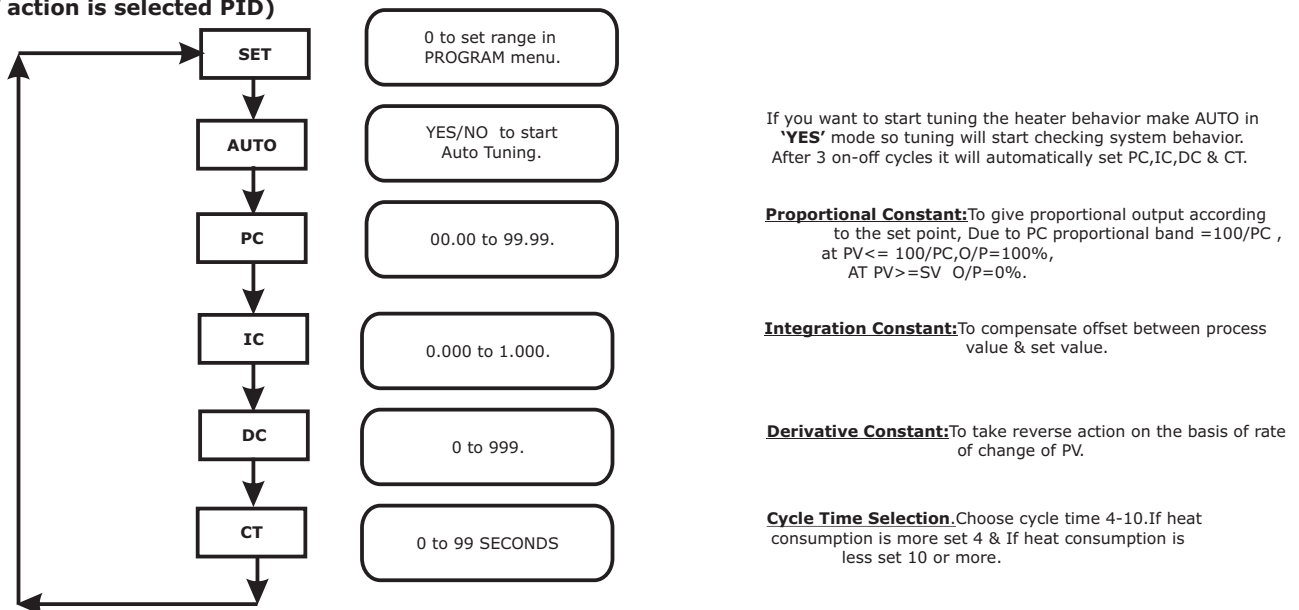 action is selected PID)
SET
0 to set range in
PROGRAM menu.
AUTO
YES/NO to start
Auto Tuning.
If you want to start tuning the heater behavior make AUTO in
‘YES’ mode so tuning will start checking system behavior.
After 3 on-off cycles it will automatically set PC,IC,DC & CT.
PC
00.00 to 99.99.
Proportional Constant:To give proportional output according
to the set point, Due to PC proportional band =100/PC ,
at PV<= 100/PC,O/P=100%,
AT PV>=SV O/P=0%.
IC
0.000 to 1.000.
Integration Constant:To compensate offset between process
value & set value.
DC
0 to 999.
Derivative Constant:To take reverse action on the basis of rate
of change of PV.
CT
0 to 99 SECONDS
Cycle Time Selection.Choose cycle time 4-10.If heat
consumption is more set 4 & If heat consumption is
less set 10 or more.